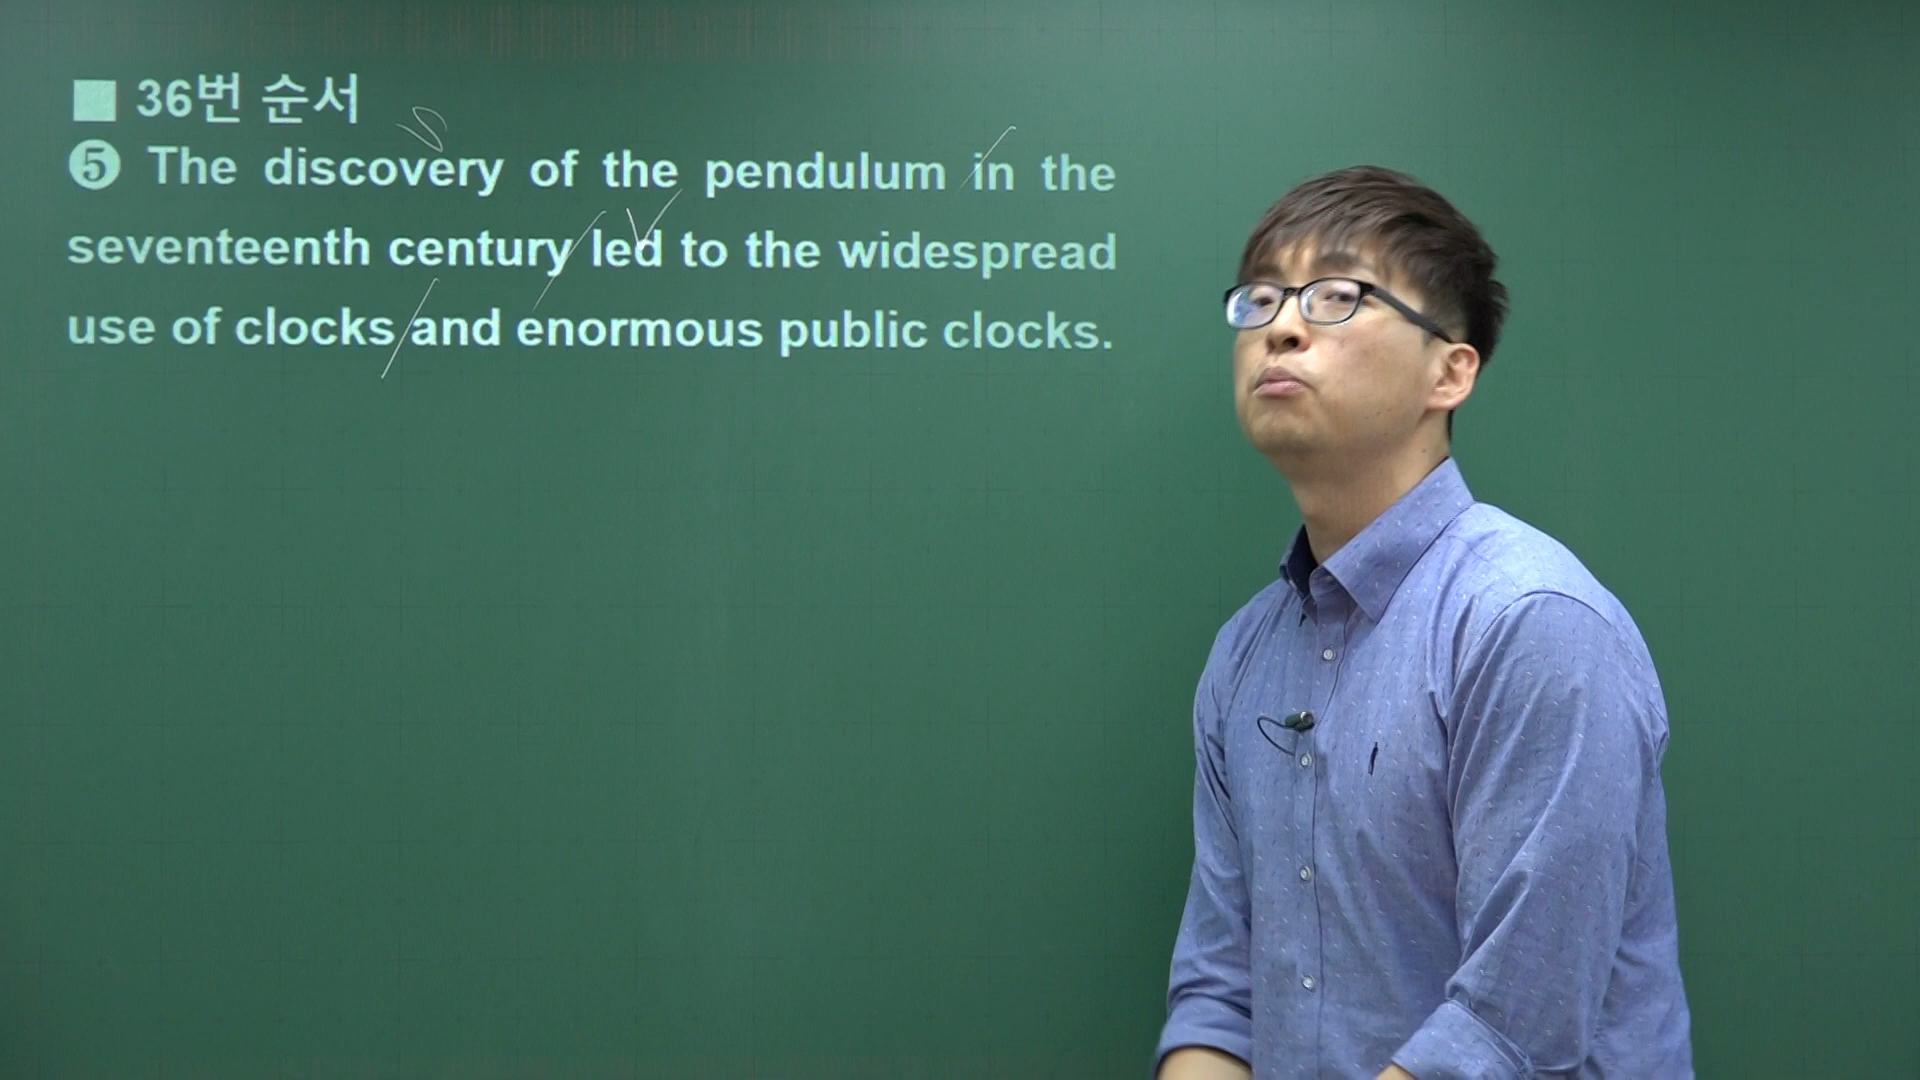 ■ 36번 순서
S
❺ The discovery of the pendulum in the
V
seventeenth century led to the widespread
use of clocks and enormous public clocks.